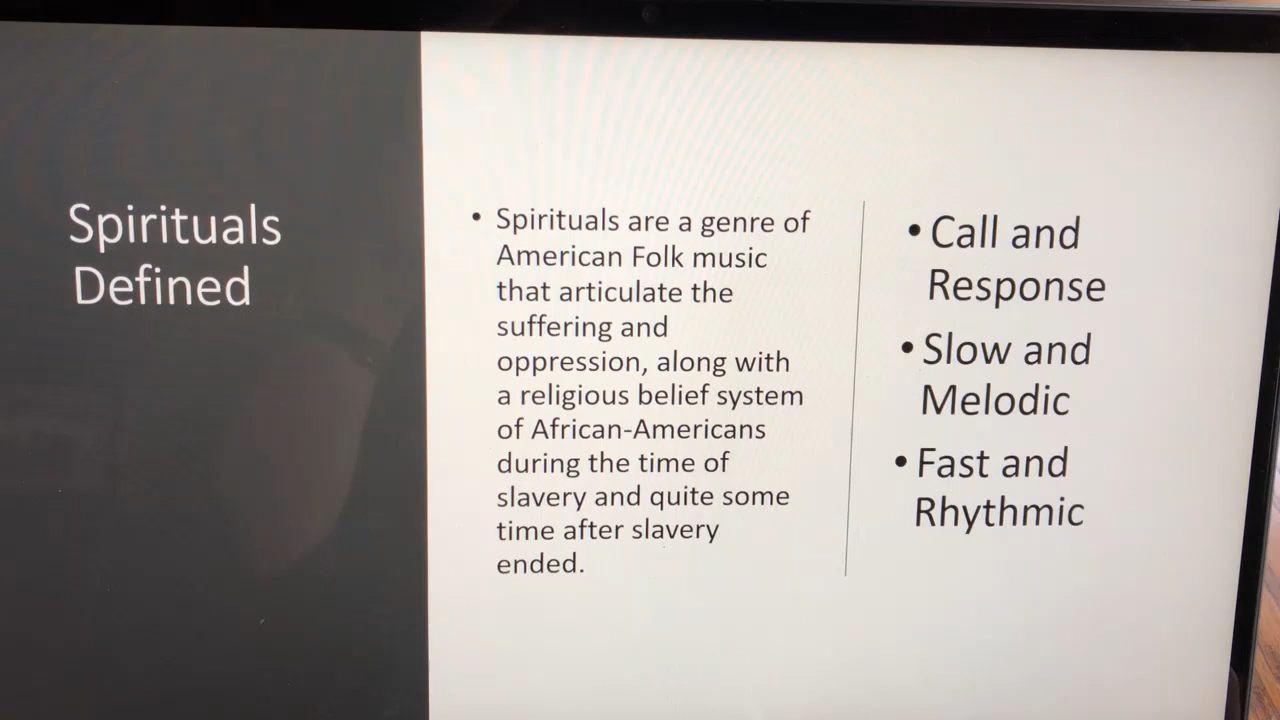 Spirituals
Defined
• Spirituals are a genre of
American Folk music
that articulate the
suffering and
oppression, along with
a religious belief system
of African-Americans
during the time of
slavery and quite some
time after slavery
ended.
• Call and
Response
• Slow and
Melodic
• Fast and
Rhythmic